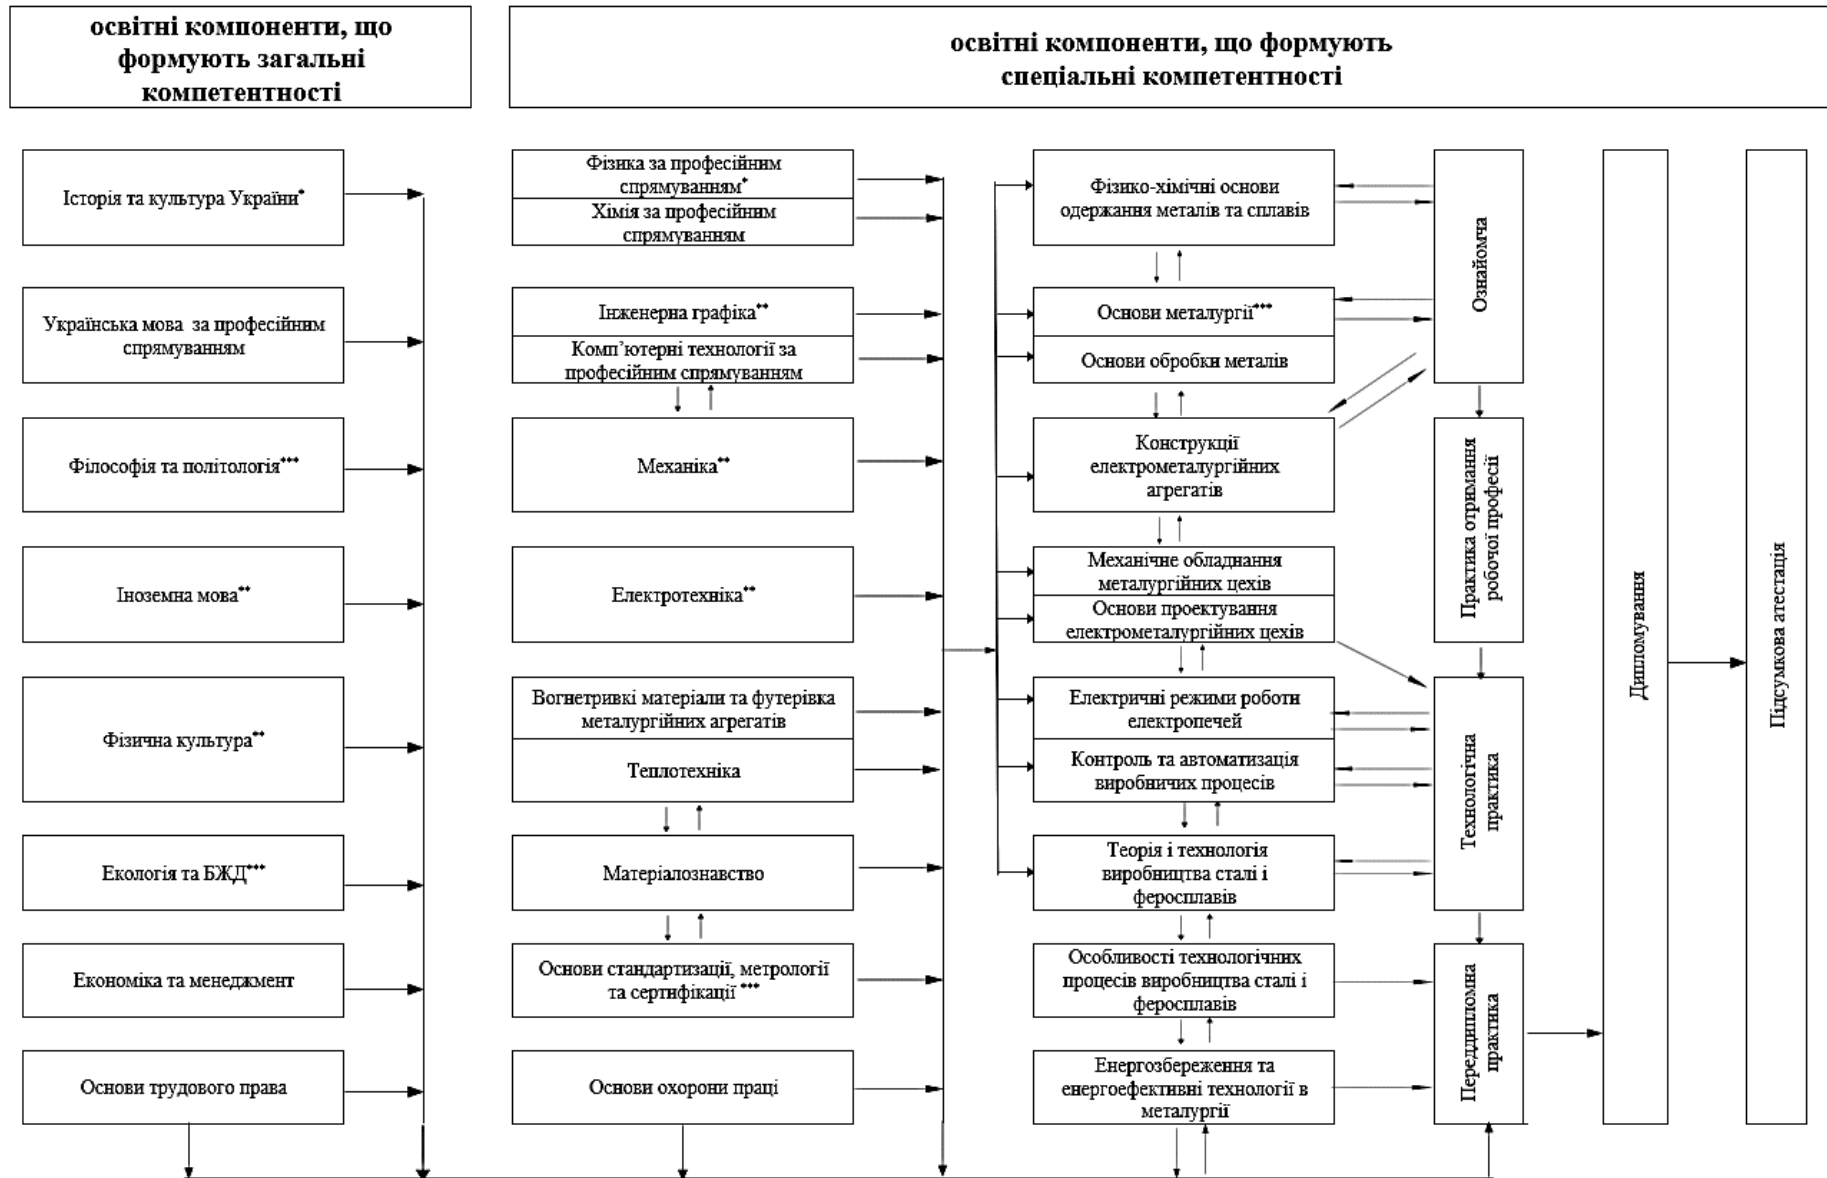 освітні компоненти, що
формують загальні
компетентності
освітні компоненти, що формують
спеціальні компетентності
Історія та культура України*
Українська мова за професійним
спрямуванням
Філософія та політологія***
Іноземна мова**
Фізична культура**
Екологія та БЖД***
Економіка та менеджмент
Основи трудового права
Фізика за професійним
спрямуванням*
Хімія за професійним
спрямуванням
Інженерна графіка**
Комп’ютерні технології за
професійним спрямуванням
Механіка**
Електротехніка**
Вогнетривкі матеріали та футерівка
металургійних агрегатів
Теплотехніка
Матеріалознавство
Основи стандартизації, метрології
та сертифікації ***
Основи охорони праці
Фізико-хімічні основи
одержання металів та сплавів
Основи металургії***
Основи обробки металів
Конструкції
електрометалургійних
агрегатів
Механічне обладнання
металургійних цехів
Основи проектування
електрометалургійних цехів
Електричні режими роботи
електропечей
Контроль та автоматизація
виробничих процесів
Теорія і технологія
виробництва сталі і
феросплавів
Особливості технологічних
процесів виробництва сталі і
феросплавів
Енергозбереження та
енергоефективні технології в
металургії
Ознайомча
Практика отримання
робочої професії
Технологічна
практика
Переддипломна
практика
Дипломування
Підсумкова атестація